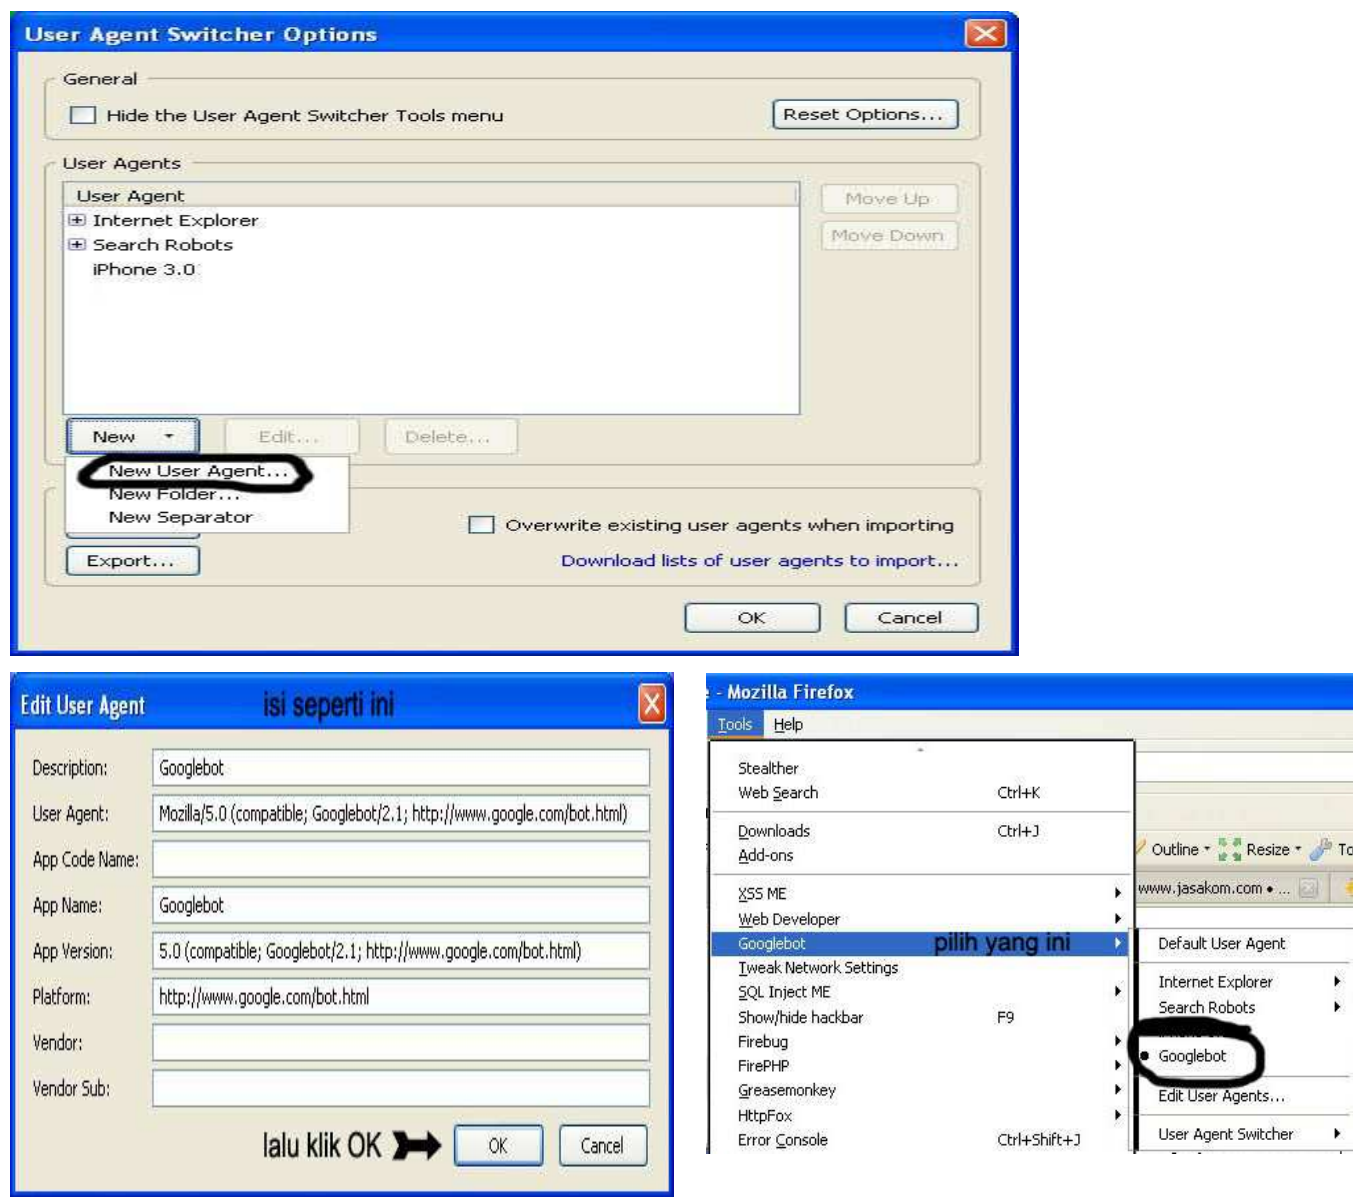 User Agent Switcher Options
General
Hide the User Agent Switcher Tools menu
Reset Options...
User Agents
User Agent
Internet Explorer
Search Robots
iPhone 3.0
Move Up
Move Down
New
Edit...
Delete...
New User Agent...
New Folder...
New Separator
Overwrite existing user agents when importing
Export...
Download lists of user agents to import...
OK
Cancel
Edit User Agent
isi seperti ini
Description:
Googlebot
User Agent:
Mozilla/5.0 (compatible; Googlebot/2.1; http://www.google.com/bot.html)
App Code Name:
App Name:
Googlebot
App Version:
5.0 (compatible; Googlebot/2.1; http://www.google.com/bot.html)
Platform:
http://www.google.com/bot.html
Vendor:
Vendor Sub:
lalu klik OK
OK
Cancel
- Mozilla Firefox
Tools Help
Stealther
Web Search Ctrl+K
Downloads Ctrl+J
Add-ons
XSS ME
Web Developer
Googlebot pilih yang ini
Tweak Network Settings
SQL Inject ME
Show/hide hackbar F9
Firebug
FirePHP
Greasemonkey
HttpFox
Error Console Ctrl+Shift+J
Outline Resize To
www.jasakom.com • ...
Default User Agent
Internet Explorer
Search Robots
Googlebot
Edit User Agents...
User Agent Switcher